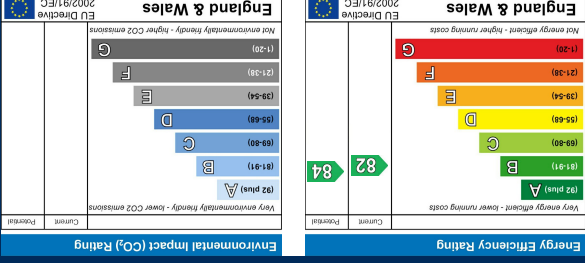 Energy Efficiency Rating
Current
Potential
Very energy efficient - lower running costs
(92 plus) A
(81-91) B
82
84
(69-80) C
(55-68) D
(39-54) E
(21-38) F
(1-20) G
Not energy efficient - higher running costs
England & Wales
EU Directive
2002/91/EC
Environmental Impact (CO₂) Rating
Current
Potential
Very environmentally friendly - lower CO2 emissions
(92 plus) A
(81-91) B
(69-80) C
(55-68) D
(39-54) E
(21-38) F
(1-20) G
Not environmentally friendly - higher CO2 emissions
England & Wales
EU Directive
2002/91/EC